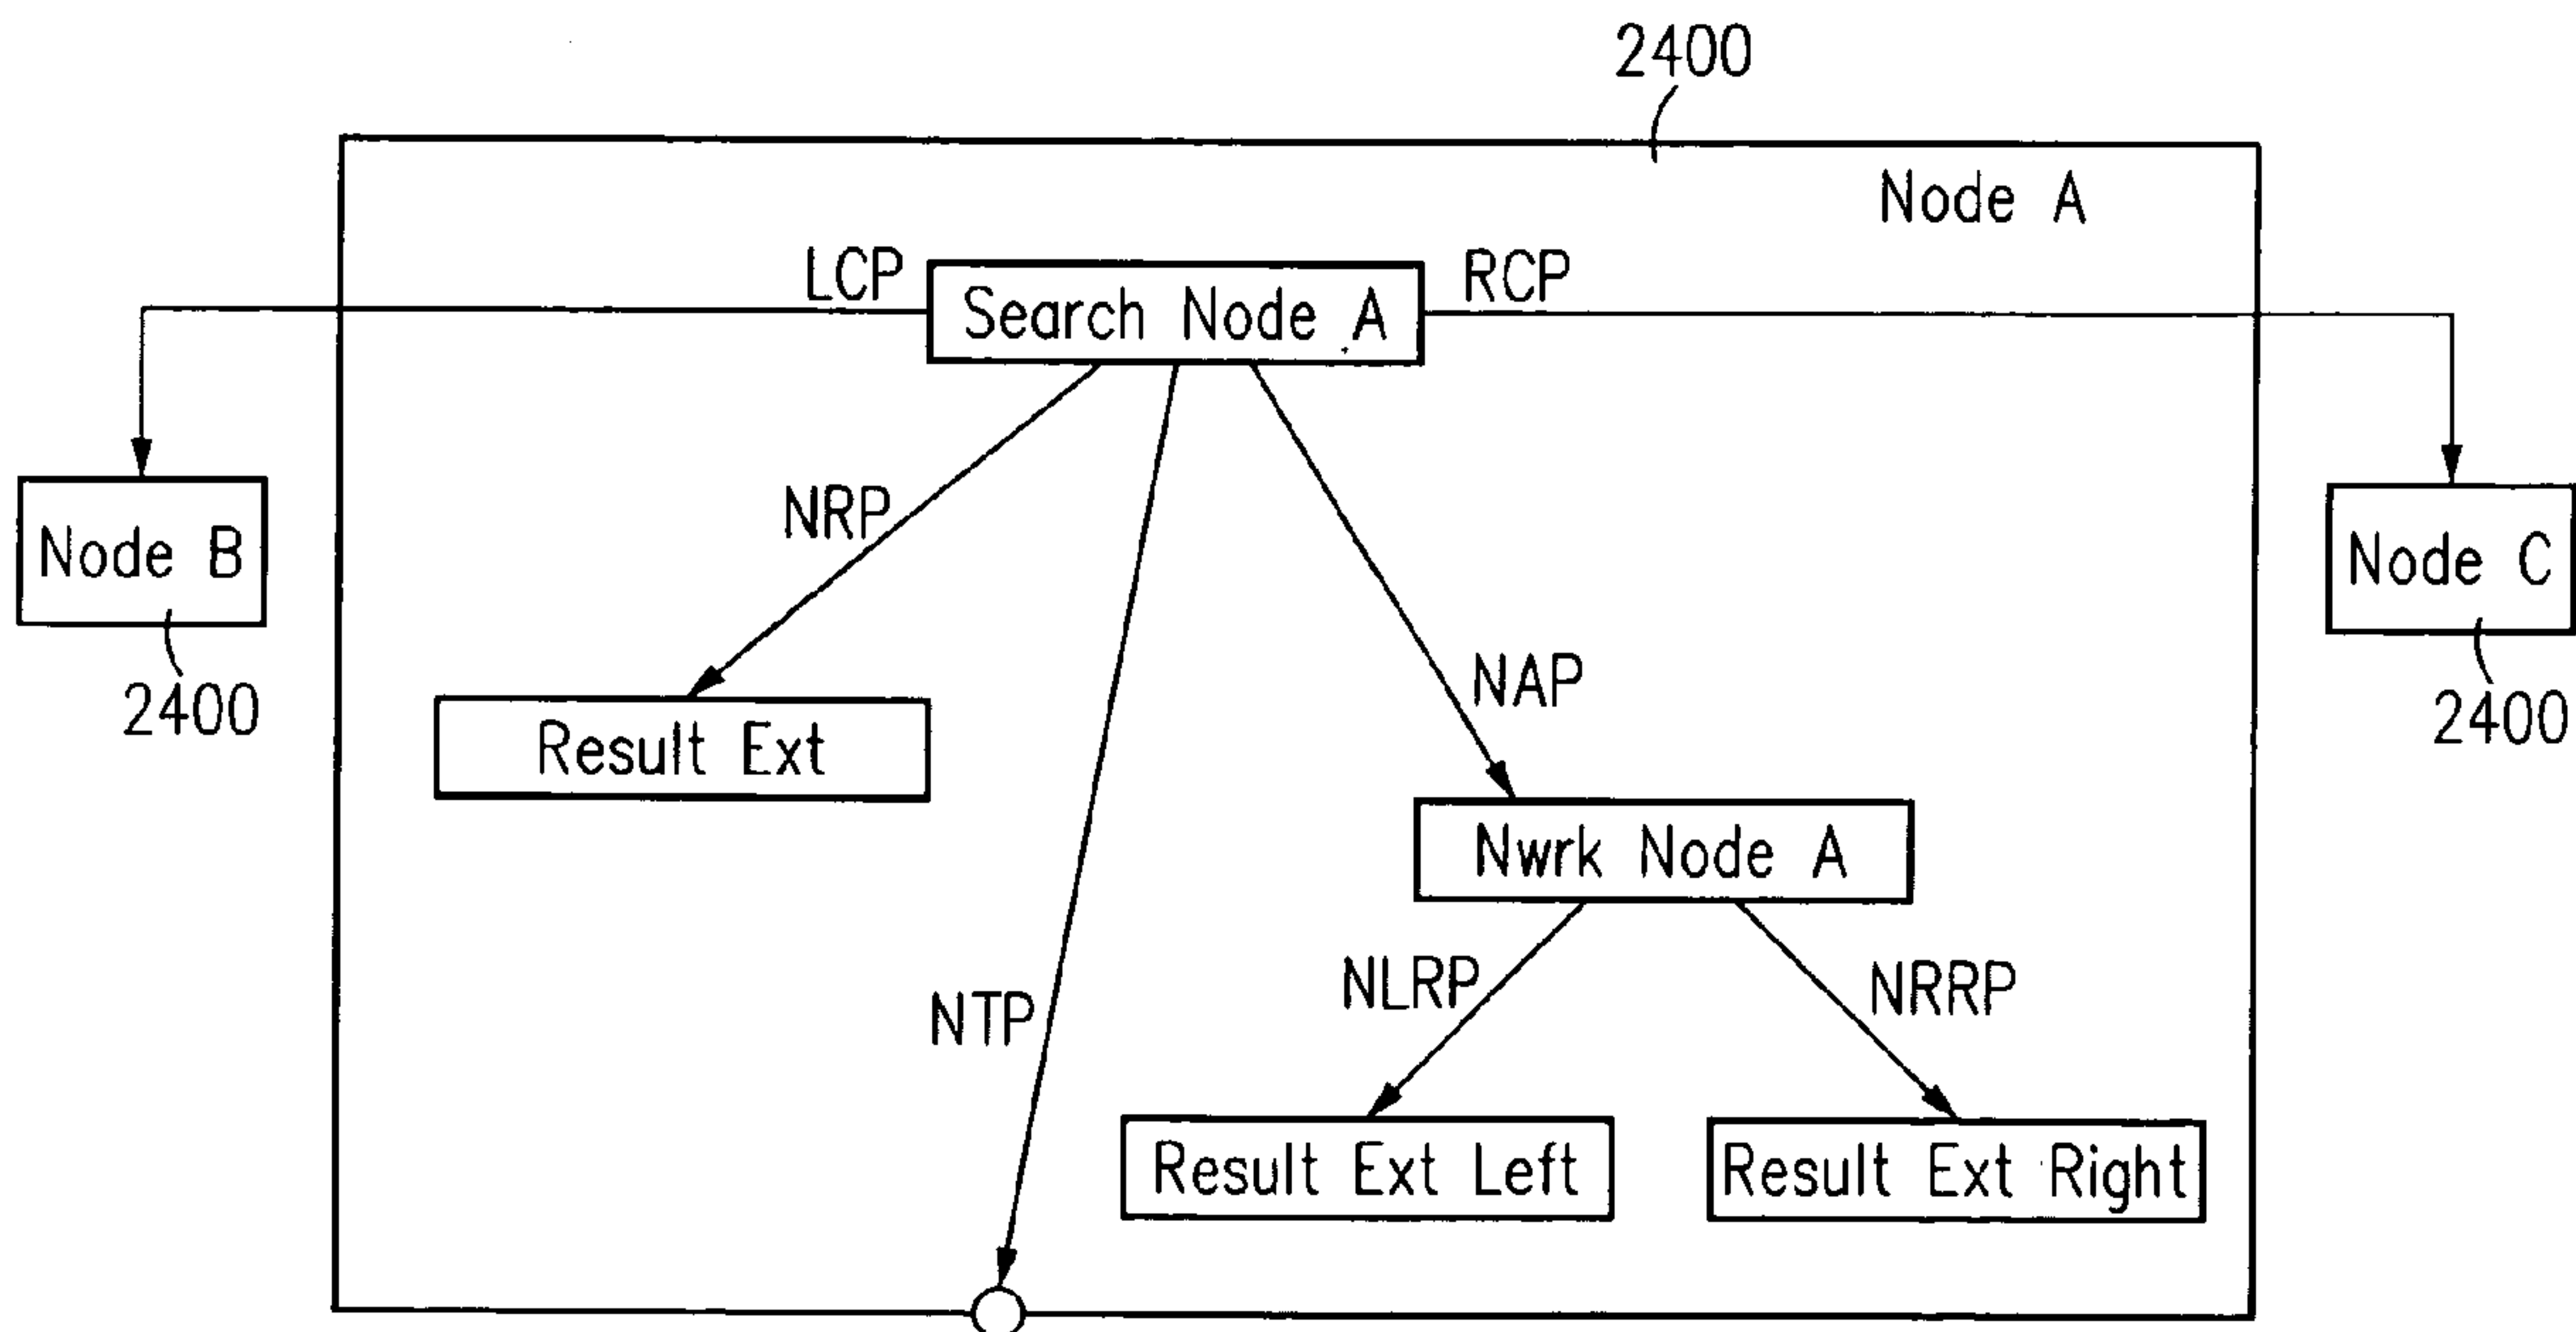 2400
Node A
LCP
Search Node A
RCP
NRP
Node B
Node C
NAP
2400
2400
Result Ext
Nwrk Node A
NLRP
NRRP
NTP
Result Ext Left
Result Ext Right